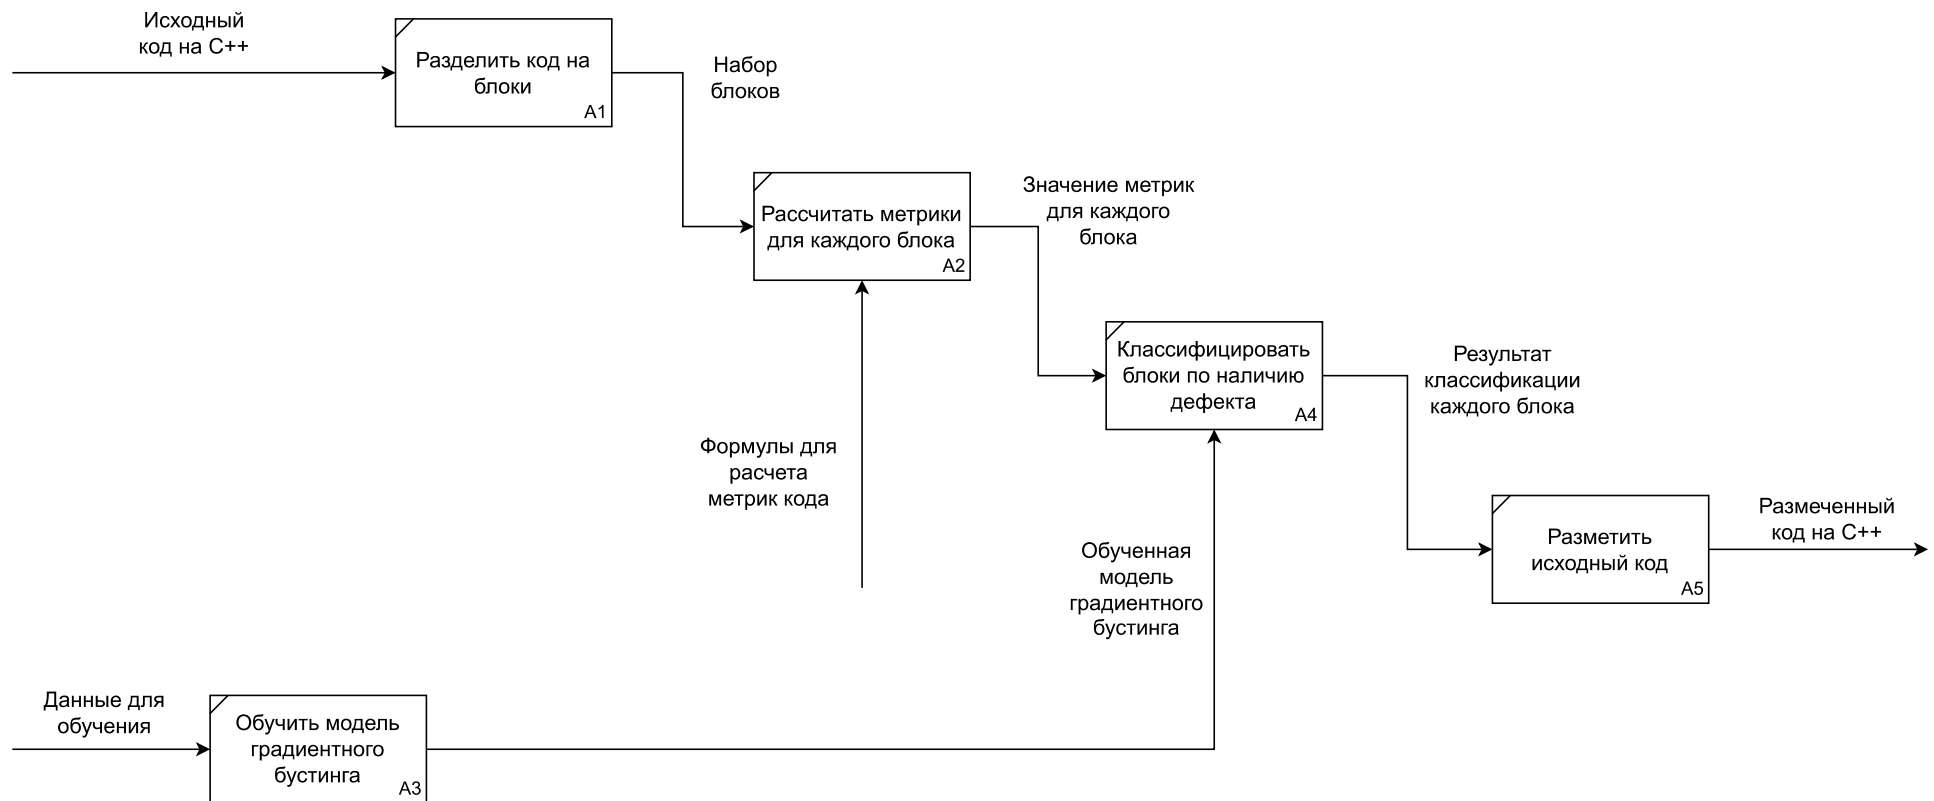 Исходный
код на C++
Разделить код на
блоки
A1
Набор
блоков
Рассчитать метрики
для каждого блока
A2
Значение метрик
для каждого
блока
Формулы для
расчета
метрик кода
Классифицировать
блоки по наличию
дефекта
A4
Результат
классификации
каждого блока
Обученная
модель
градиентного
бустинга
Разметить
исходный код
A5
Размеченный
код на C++
Данные для
обучения
Обучить модель
градиентного
бустинга
A3